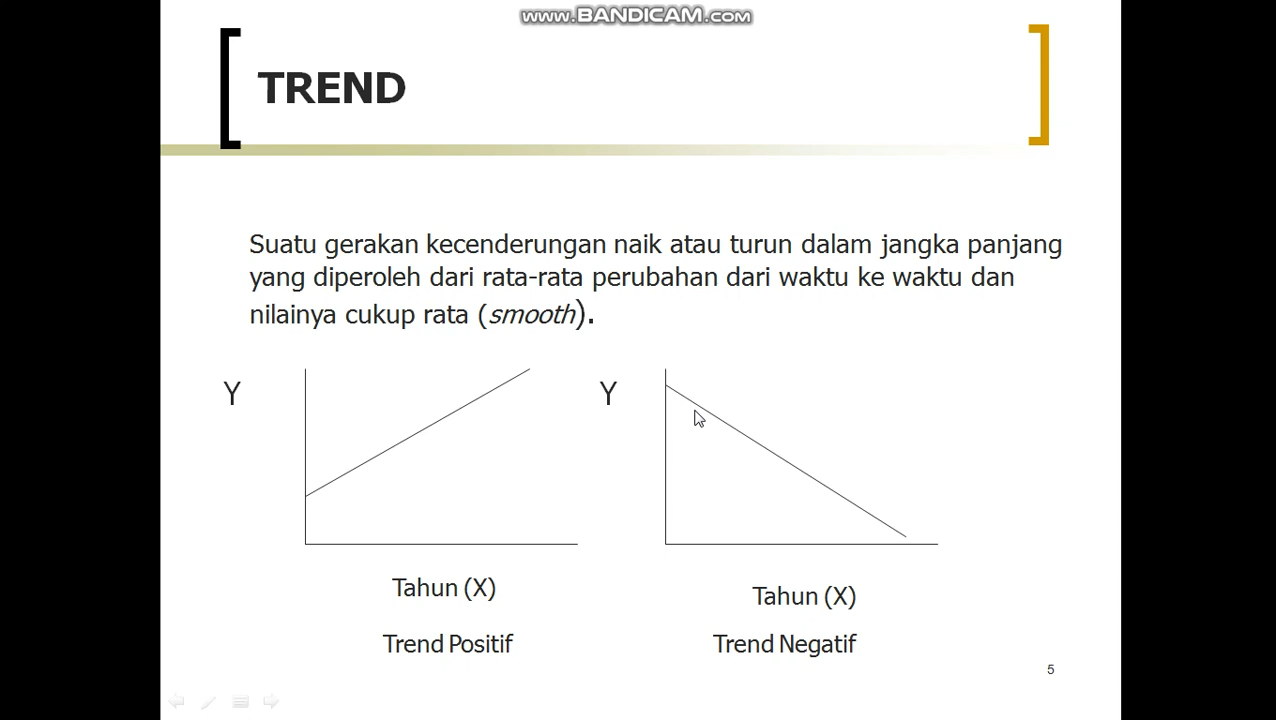 www.BANDICAM.com
TREND
Suatu gerakan kecenderungan naik atau turun dalam jangka panjang
yang diperoleh dari rata-rata perubahan dari waktu ke waktu dan
nilainya cukup rata (smooth).
Y
Y
Tahun (X)
Tahun (X)
Trend Positif
Trend Negatif
5